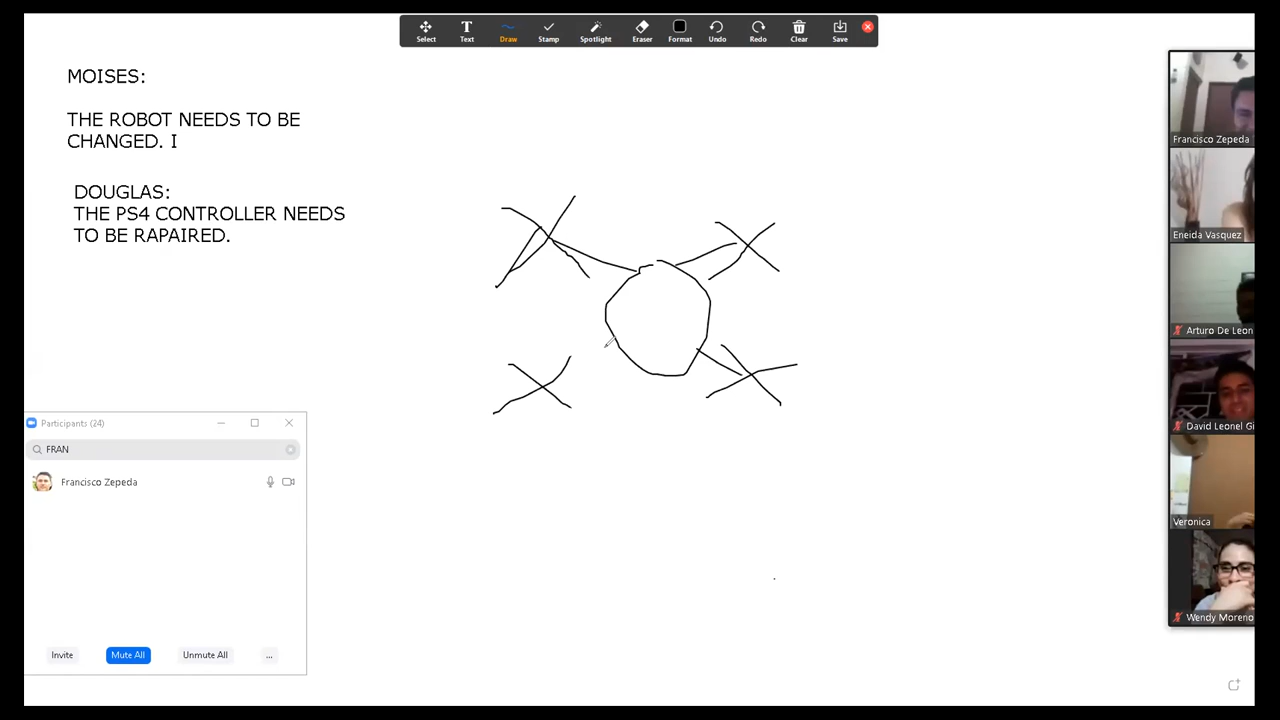 Select
Text
Draw
Stamp
Spotlight
Eraser
Format
Undo
Redo
Clear
Save
MOISES:
THE ROBOT NEEDS TO BE
CHANGED. I
DOUGLAS:
THE PS4 CONTROLLER NEEDS
TO BE RAPAIRED.
Participants (24)
FRAN
Francisco Zepeda
Invite
Mute All
Unmute All
...
Francisco Zepeda
Eneida Vasquez
Arturo De Leon
David Leonel Gi
Veronica
Wendy Moreno